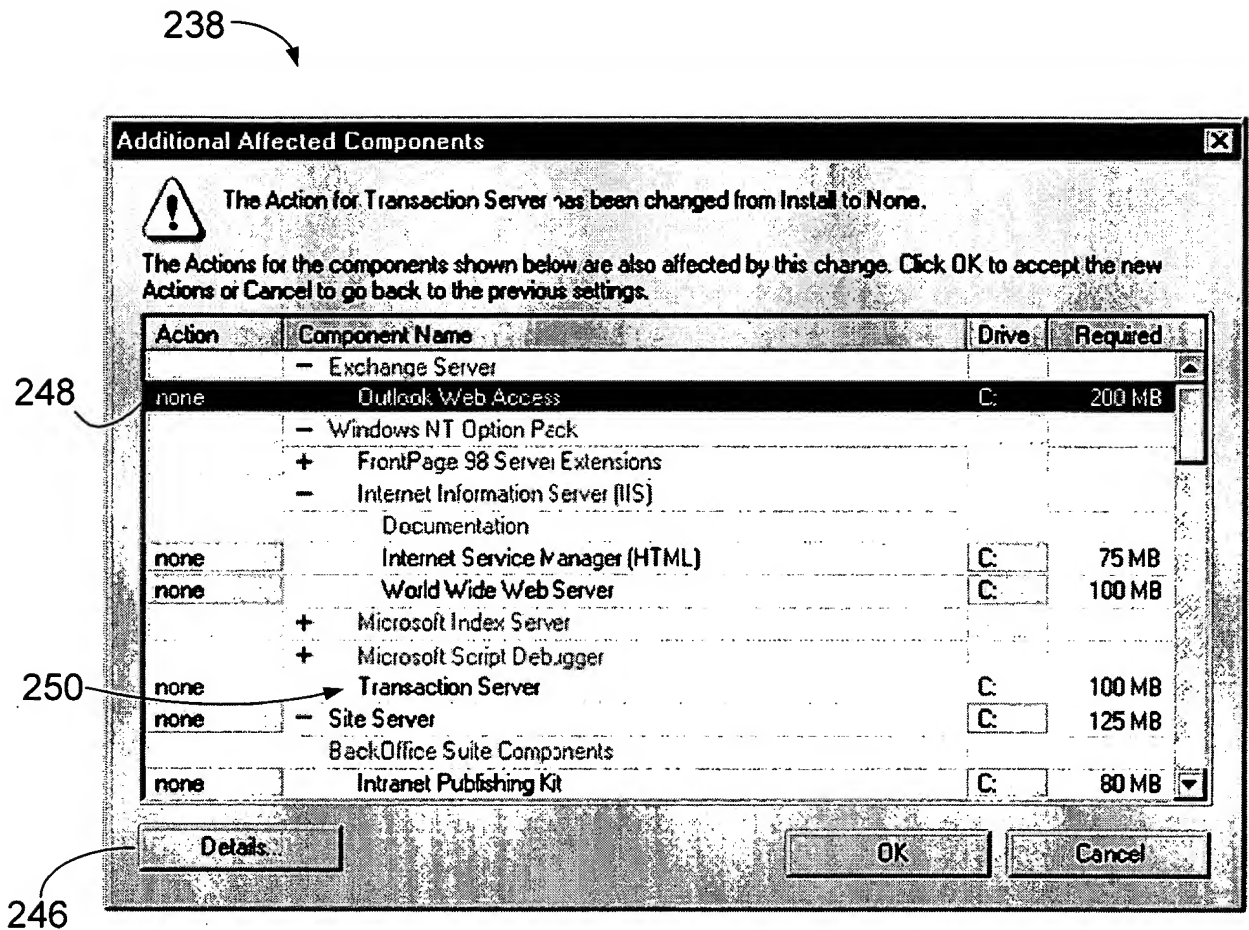 238
Additional Affected Components
The Action for Transaction Server has been changed from Install to None.
The Actions for the components shown below are also affected by this change. Click OK to accept the new
Actions or Cancel to go back to the previous settings.
Action Component Name Drive Required
− Exchange Server
248 none Outlook Web Access C: 200 MB
− Windows NT Option Pack
+ FrontPage 98 Server Extensions
− Internet Information Server (IIS)
Documentation
none Internet Service Manager (HTML) C: 75 MB
none World Wide Web Server C: 100 MB
+ Microsoft Index Server
+ Microsoft Script Debugger
250 none Transaction Server C: 100 MB
none − Site Server C: 125 MB
BackOffice Suite Components
none Intranet Publishing Kit C: 80 MB
Details... OK Cancel
246